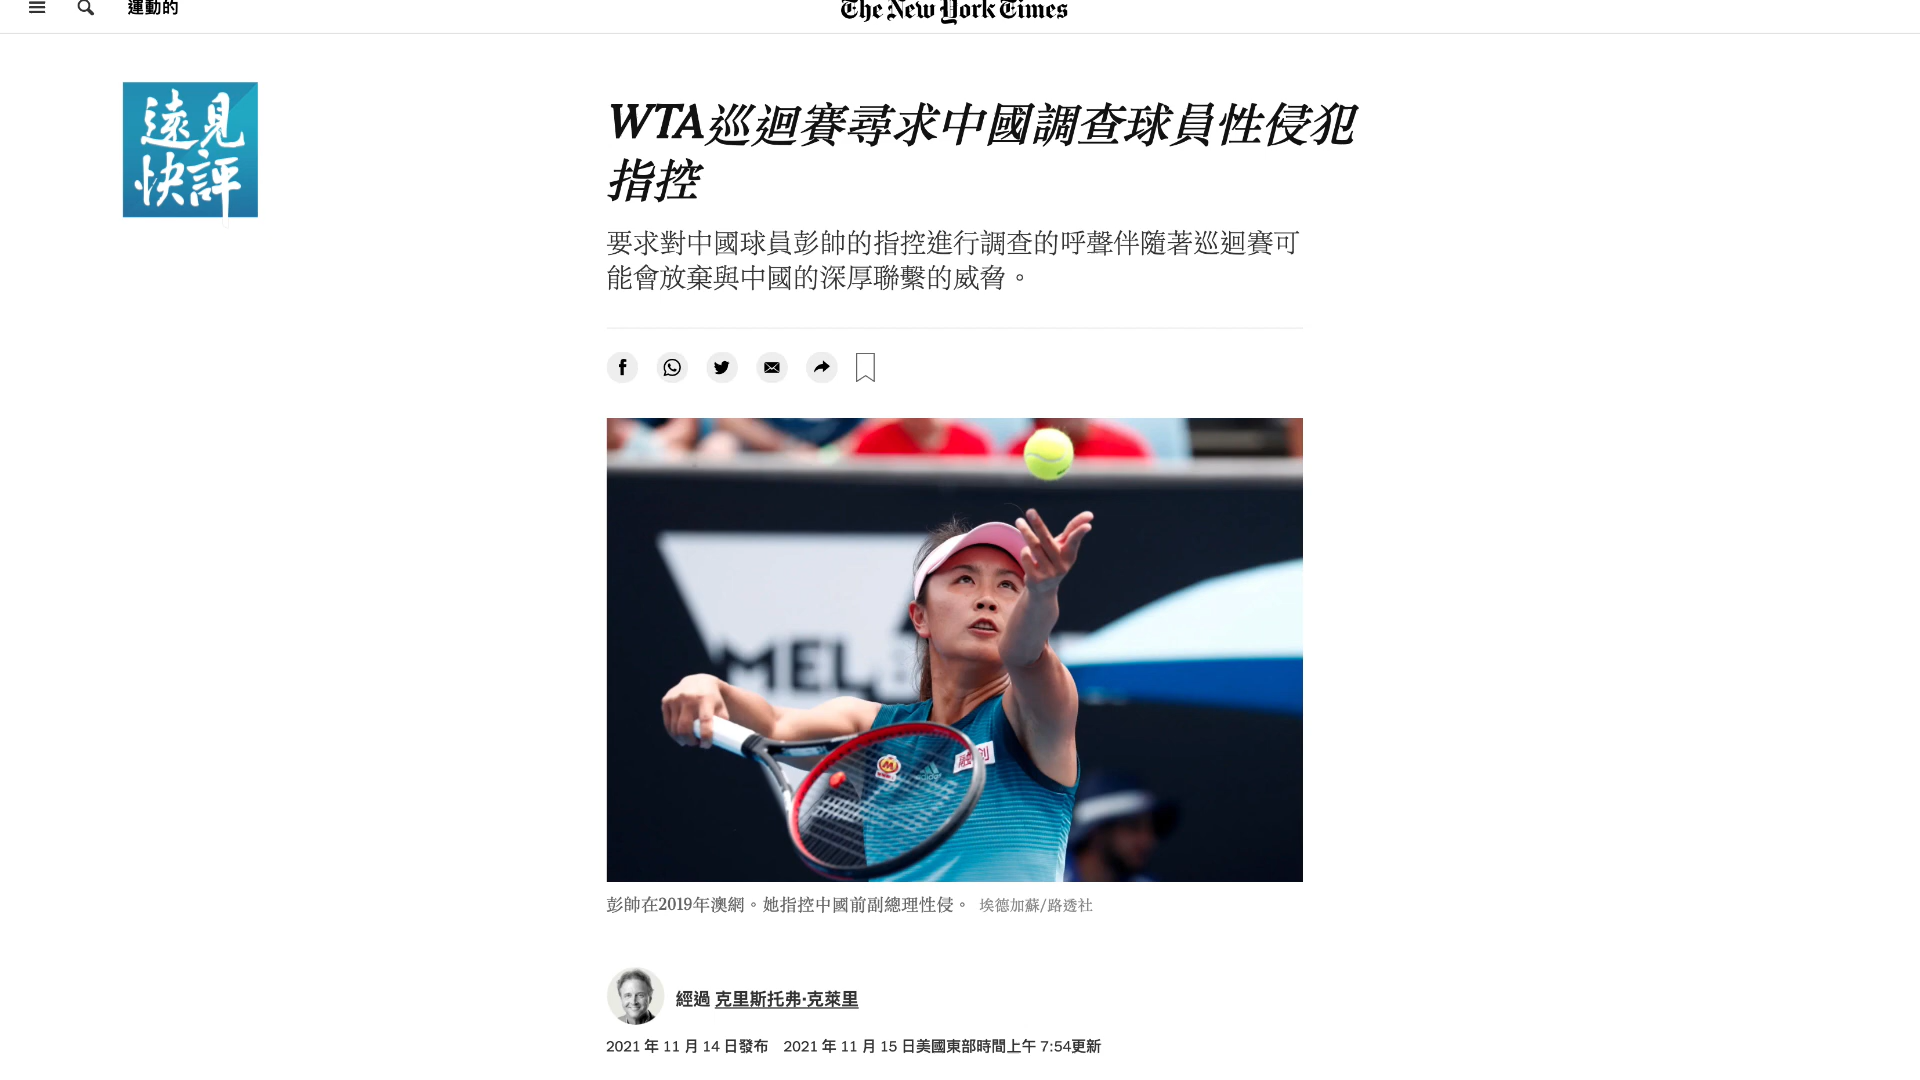 運動的
The New York Times
遠見
快評
WTA巡迴賽尋求中國調查球員性侵犯
指控
要求對中國球員彭帥的指控進行調查的呼聲伴隨著巡迴賽可
能會放棄與中國的深厚聯繫的威脅。
MEL
adidas
彭帥在2019年澳網。她指控中國前副總理性侵。 埃德加蘇/路透社
經過 克里斯托弗·克萊里
2021 年 11 月 14 日發布 2021 年 11 月 15 日美國東部時間上午 7:54更新